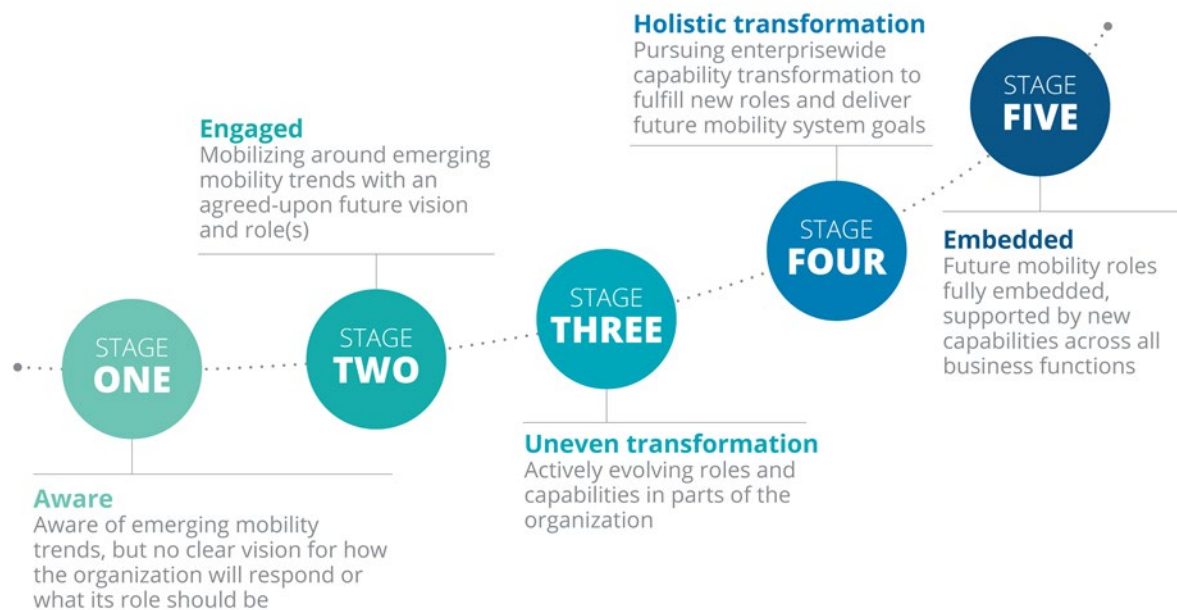 STAGE
ONE
Aware
Aware of emerging mobility
trends, but no clear vision for how
the organization will respond or
what its role should be
Engaged
Mobilizing around emerging
mobility trends with an
agreed-upon future vision
and role(s)
STAGE
TWO
STAGE
THREE
Uneven transformation
Actively evolving roles and
capabilities in parts of the
organization
Holistic transformation
Pursuing enterprisewide
capability transformation to
fulfill new roles and deliver
future mobility system goals
STAGE
FOUR
STAGE
FIVE
Embedded
Future mobility roles
fully embedded,
supported by new
capabilities across all
business functions